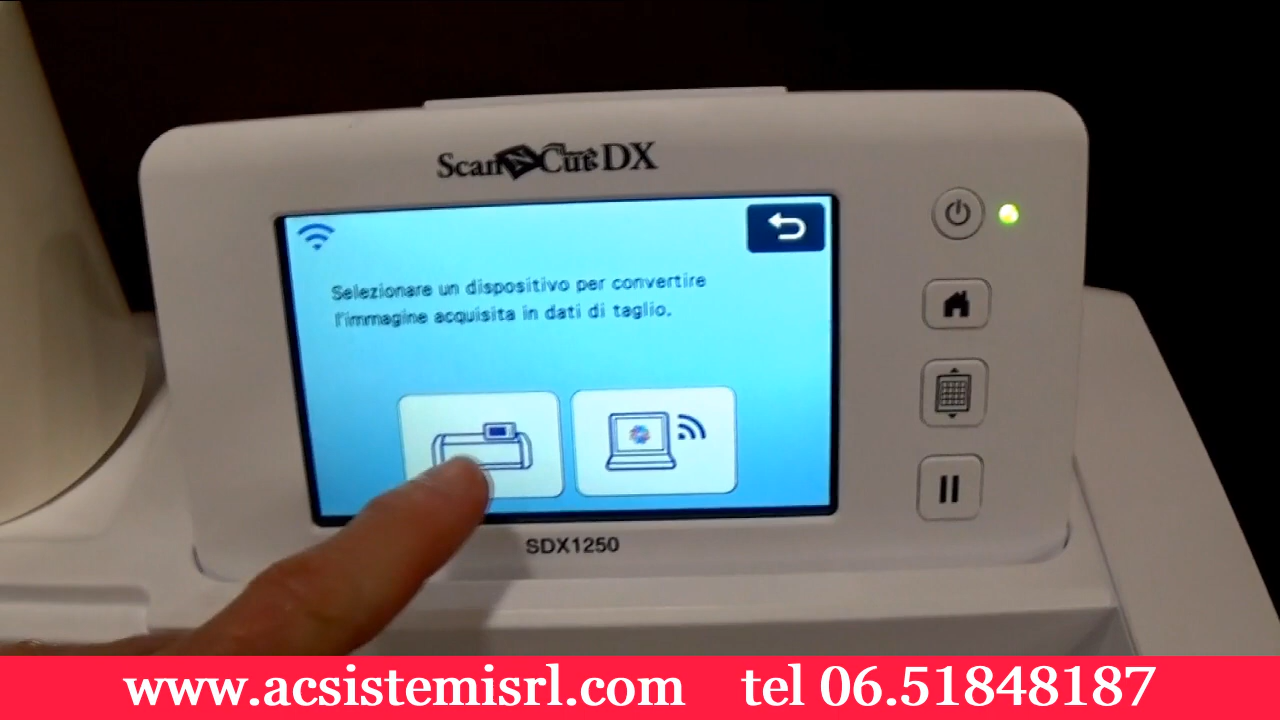 ScanNCut DX
Selezionare un dispositivo per convertire
l'immagine acquisita in dati di taglio.
SDX1250
www.acsistemisrl.com tel 06.51848187